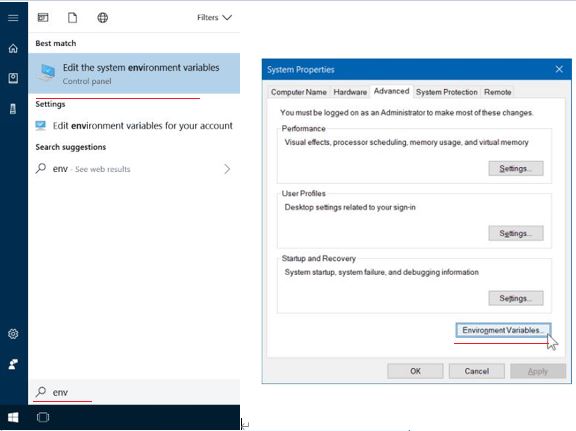 Filters
Best match
Edit the system environment variables
Control panel
Settings
Edit environment variables for your account
Search suggestions
env - See web results
env
System Properties
Computer Name Hardware Advanced System Protection Remote
You must be logged on as an Administrator to make most of these changes.
Performance
Visual effects, processor scheduling, memory usage, and virtual memory
Settings...
User Profiles
Desktop settings related to your sign-in
Settings...
Startup and Recovery
System startup, system failure, and debugging information
Settings...
Environment Variables...
OK Cancel Apply